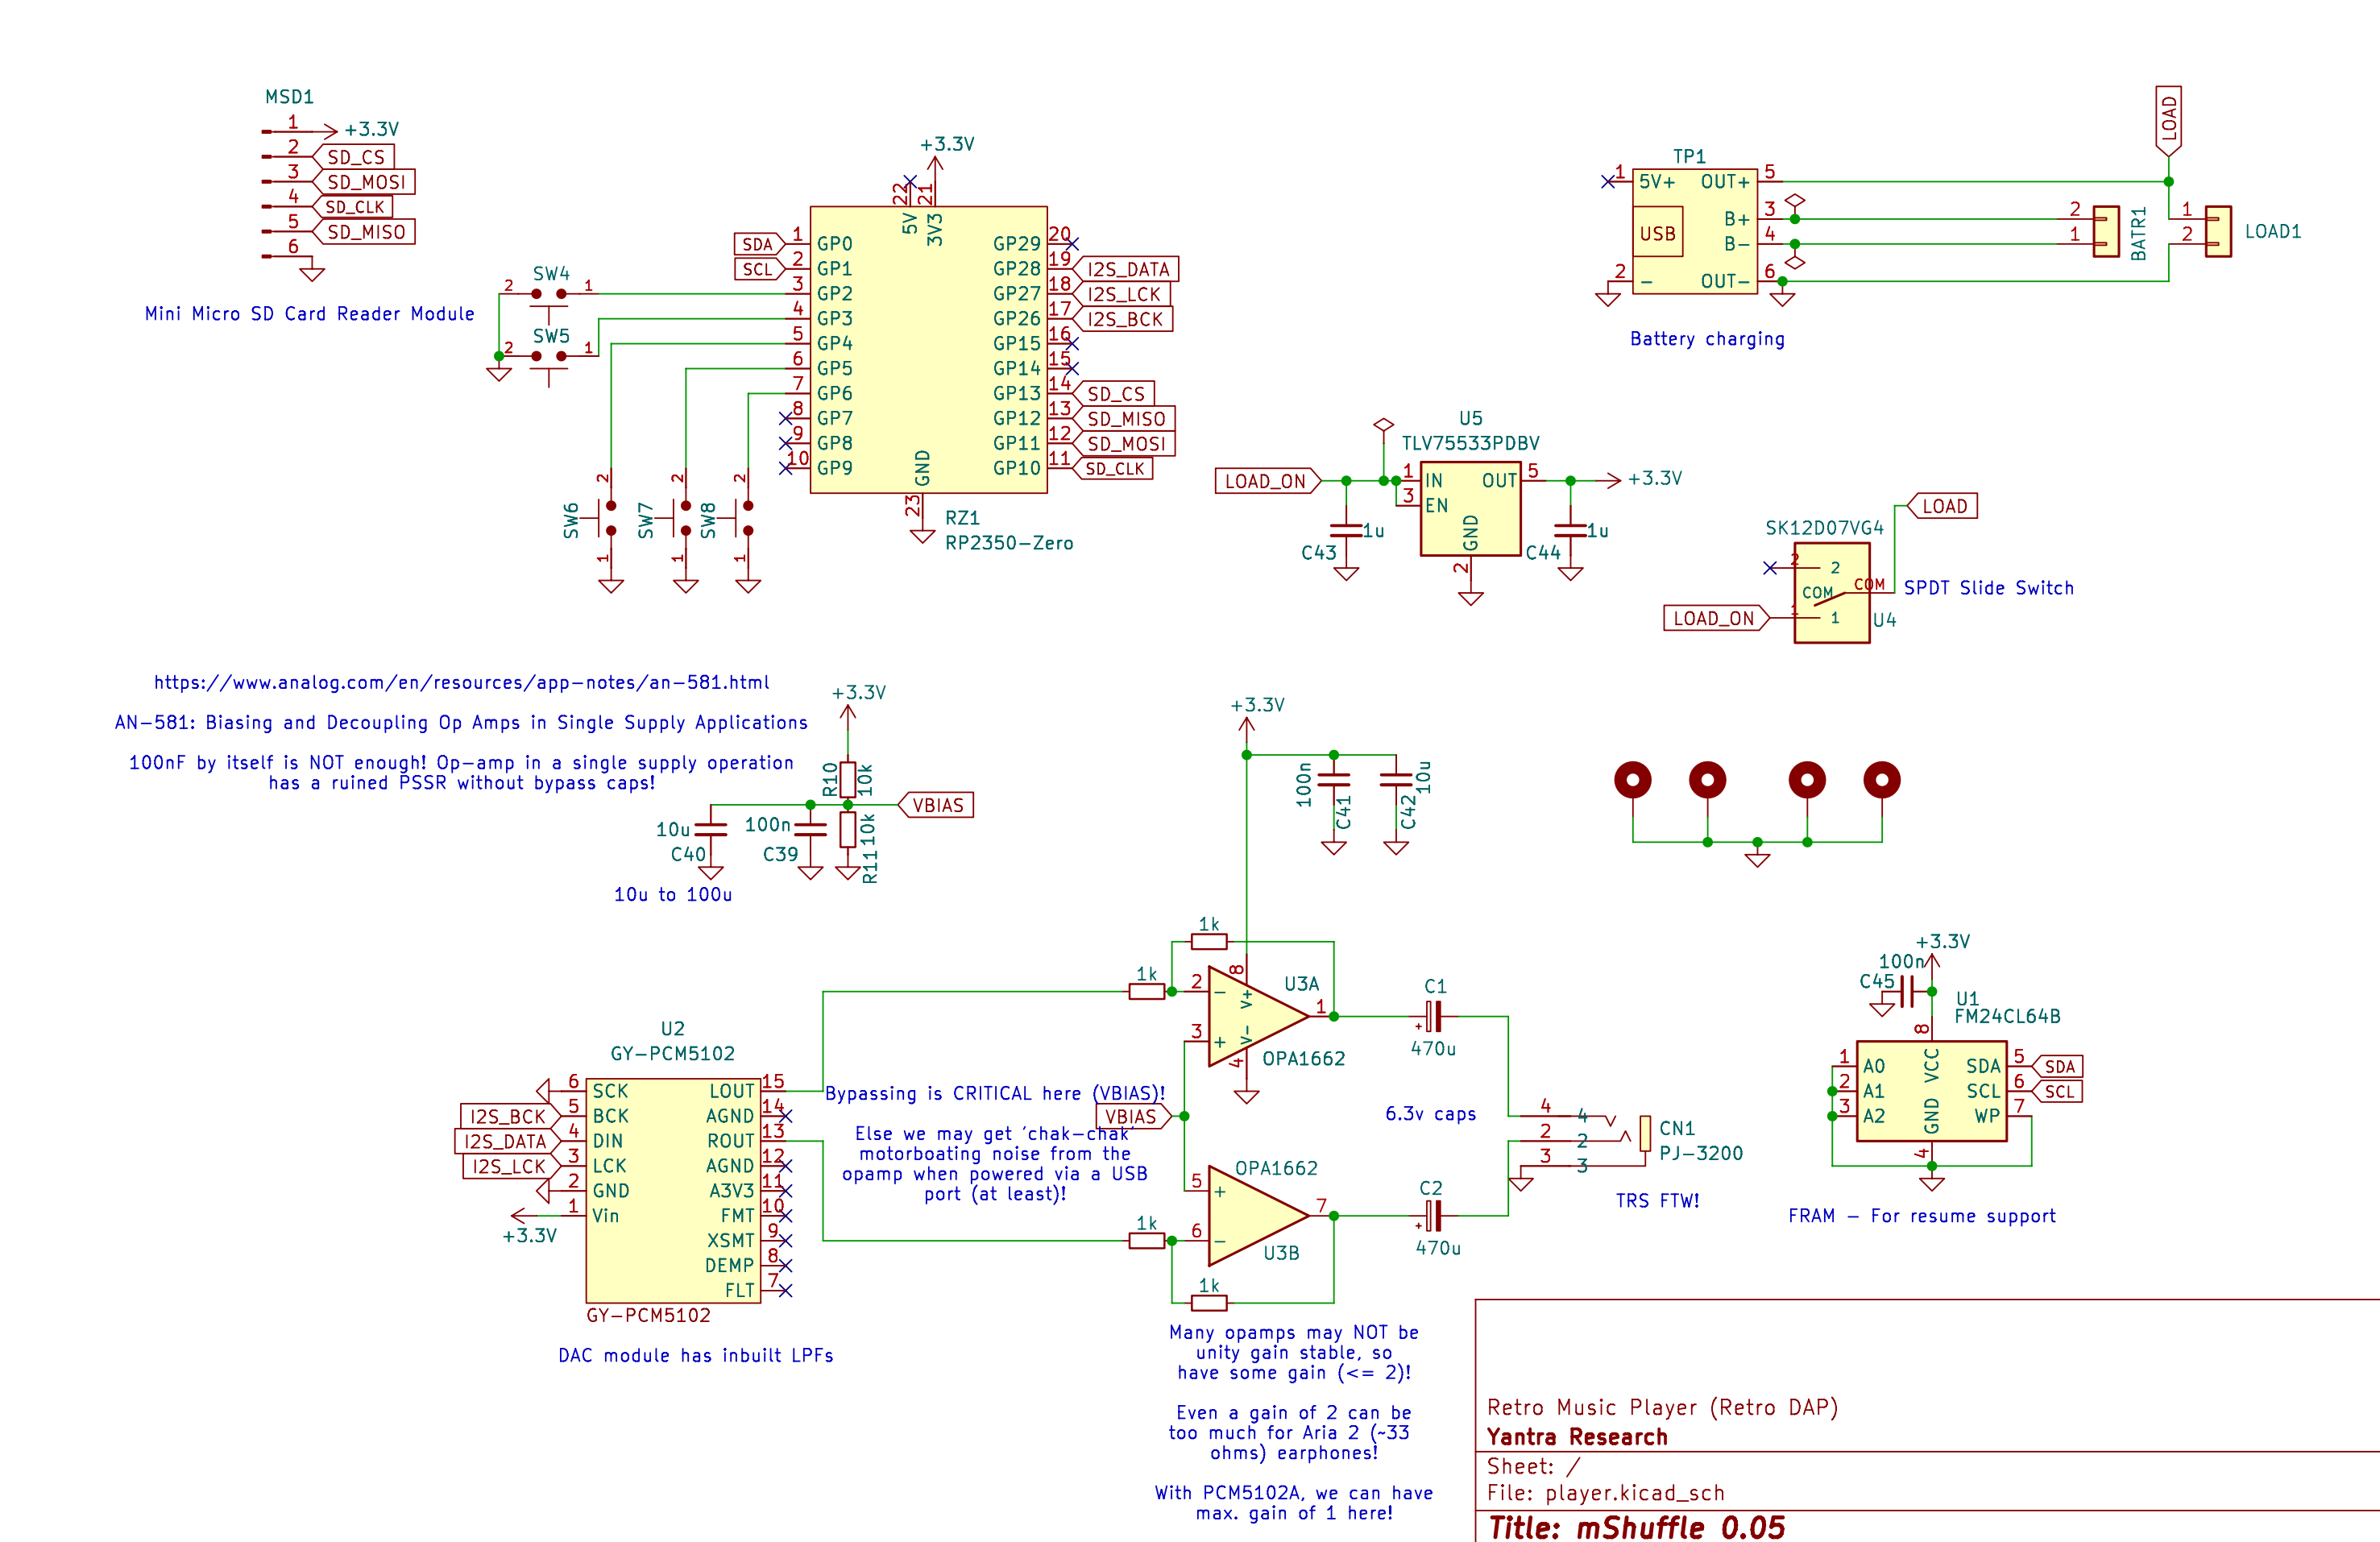 MSD1
1
+3.3V
2
SD_CS
3
SD_MOSI
4
SD_CLK
5
SD_MISO
6
Mini Micro SD Card Reader Module
2
SW4
1
2
SW5
1
+3.3V
22
21
5V
3V3
SDA
1
GP0
SCL
2
GP1
3
GP2
4
GP3
5
GP4
6
GP5
7
GP6
8
GP7
9
GP8
10
GP9
GND
23
GP29
20
GP28
19
I2S_DATA
GP27
18
I2S_LCK
GP26
17
I2S_BCK
GP15
16
GP14
15
GP13
14
SD_CS
GP12
13
SD_MISO
GP11
12
SD_MOSI
GP10
11
SD_CLK
RZ1
RP2350-Zero
2
SW6
1
2
SW7
1
2
SW8
1
LOAD
TP1
1
5V+
OUT+
5
USB
B+
3
B-
4
2
-
OUT-
6
2
1
BATR1
1
2
LOAD1
Battery charging
U5
TLV75533PDBV
LOAD_ON
1
IN
OUT
5
+3.3V
3
EN
GND
2
1u
C43
1u
C44
LOAD
SK12D07VG4
2
2
COM
COM
1
1
LOAD_ON
U4
SPDT Slide Switch
https://www.analog.com/en/resources/app-notes/an-581.html
AN-581: Biasing and Decoupling Op Amps in Single Supply Applications
100nF by itself is NOT enough! Op-amp in a single supply operation
has a ruined PSSR without bypass caps!
+3.3V
R10
10k
VBIAS
10u
C40
100n
C39
10k
R11
10u to 100u
+3.3V
100n
C41
10u
C42
1k
1k
2
-
8
V+
3
+
V-
4
1
U3A
OPA1662
C1
470u
U2
GY-PCM5102
6
SCK
LOUT
15
I2S_BCK
5
BCK
AGND
14
I2S_DATA
4
DIN
ROUT
13
I2S_LCK
3
LCK
AGND
12
2
GND
A3V3
11
1
Vin
FMT
10
+3.3V
XSMT
9
DEMP
8
FLT
7
GY-PCM5102
DAC module has inbuilt LPFs
Bypassing is CRITICAL here (VBIAS)!
VBIAS
Else we may get 'chak-chak'
motorboating noise from the
opamp when powered via a USB
port (at least)!
OPA1662
5
+
6
-
7
U3B
1k
1k
C2
470u
6.3v caps
4
4
2
2
3
3
CN1
PJ-3200
TRS FTW!
+3.3V
100n
C45
U1
FM24CL64B
8
VCC
1
A0
2
A1
3
A2
GND
4
SDA
5
SDA
SCL
6
SCL
WP
7
FRAM - For resume support
Many opamps may NOT be
unity gain stable, so
have some gain (<= 2)!
Even a gain of 2 can be
too much for Aria 2 (~33
ohms) earphones!
With PCM5102A, we can have
max. gain of 1 here!
Retro Music Player (Retro DAP)
Yantra Research
Sheet: /
File: player.kicad_sch
Title: mShuffle 0.05